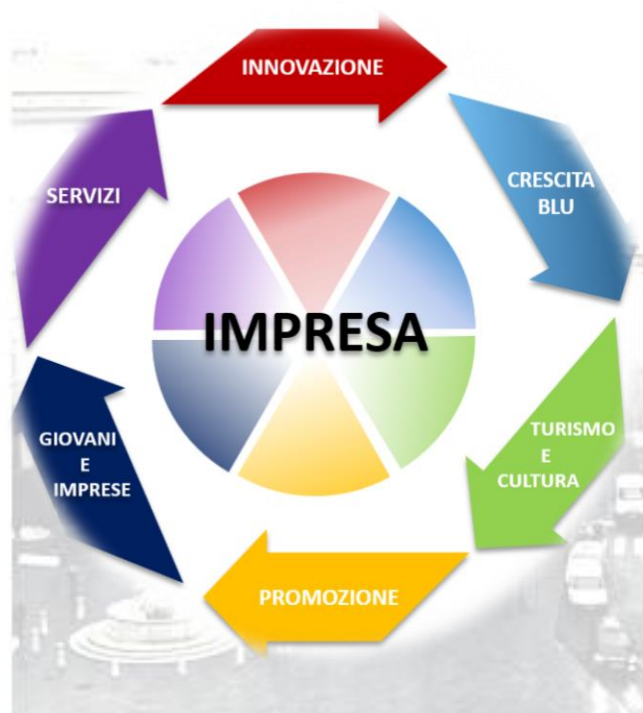 INNOVAZIONE
CRESCITA
BLU
TURISMO
E
CULTURA
PROMOZIONE
GIOVANI
E
IMPRESE
SERVIZI
IMPRESA